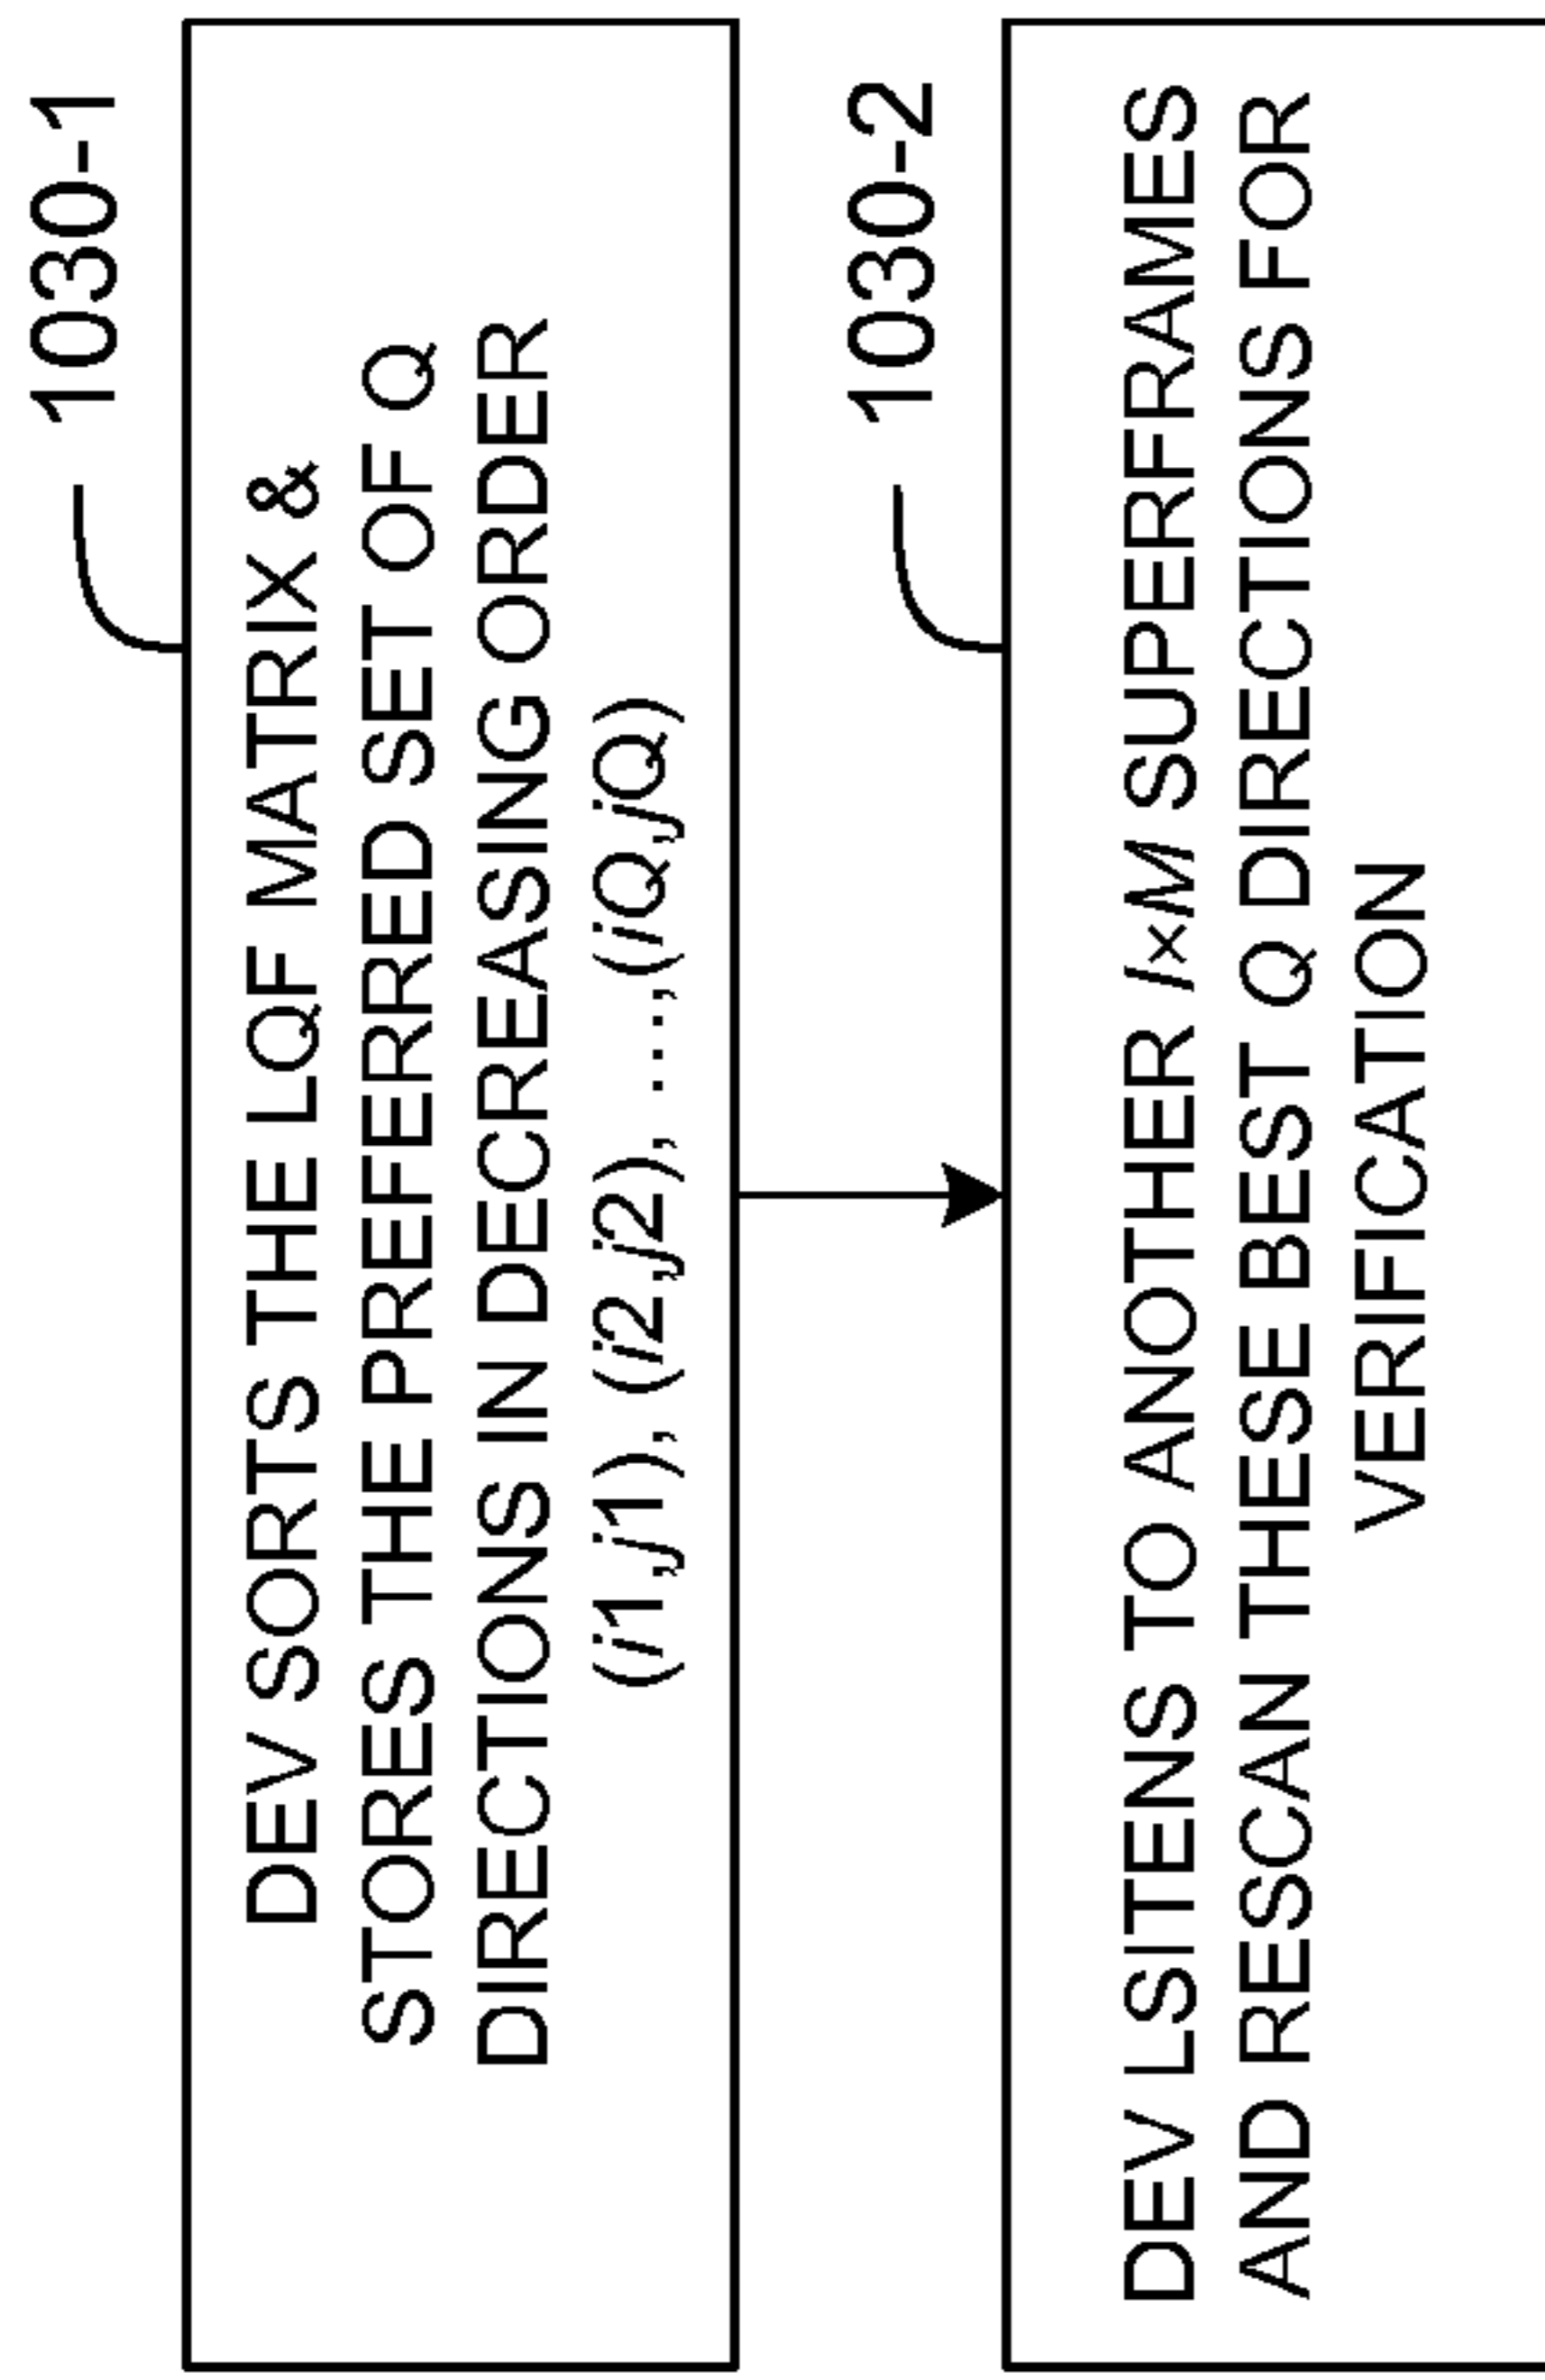 1030-1
DEV SORTS THE LQF MATRIX &
STORES THE PREFERRED SET OF Q
DIRECTIONS IN DECREASING ORDER
(i1,j1), (i2,j2), ..., (iQ,jQ)
1030-2
DEV LSITENS TO ANOTHER I×M SUPERFRAMES
AND RESCAN THESE BEST Q DIRECTIONS FOR
VERIFICATION